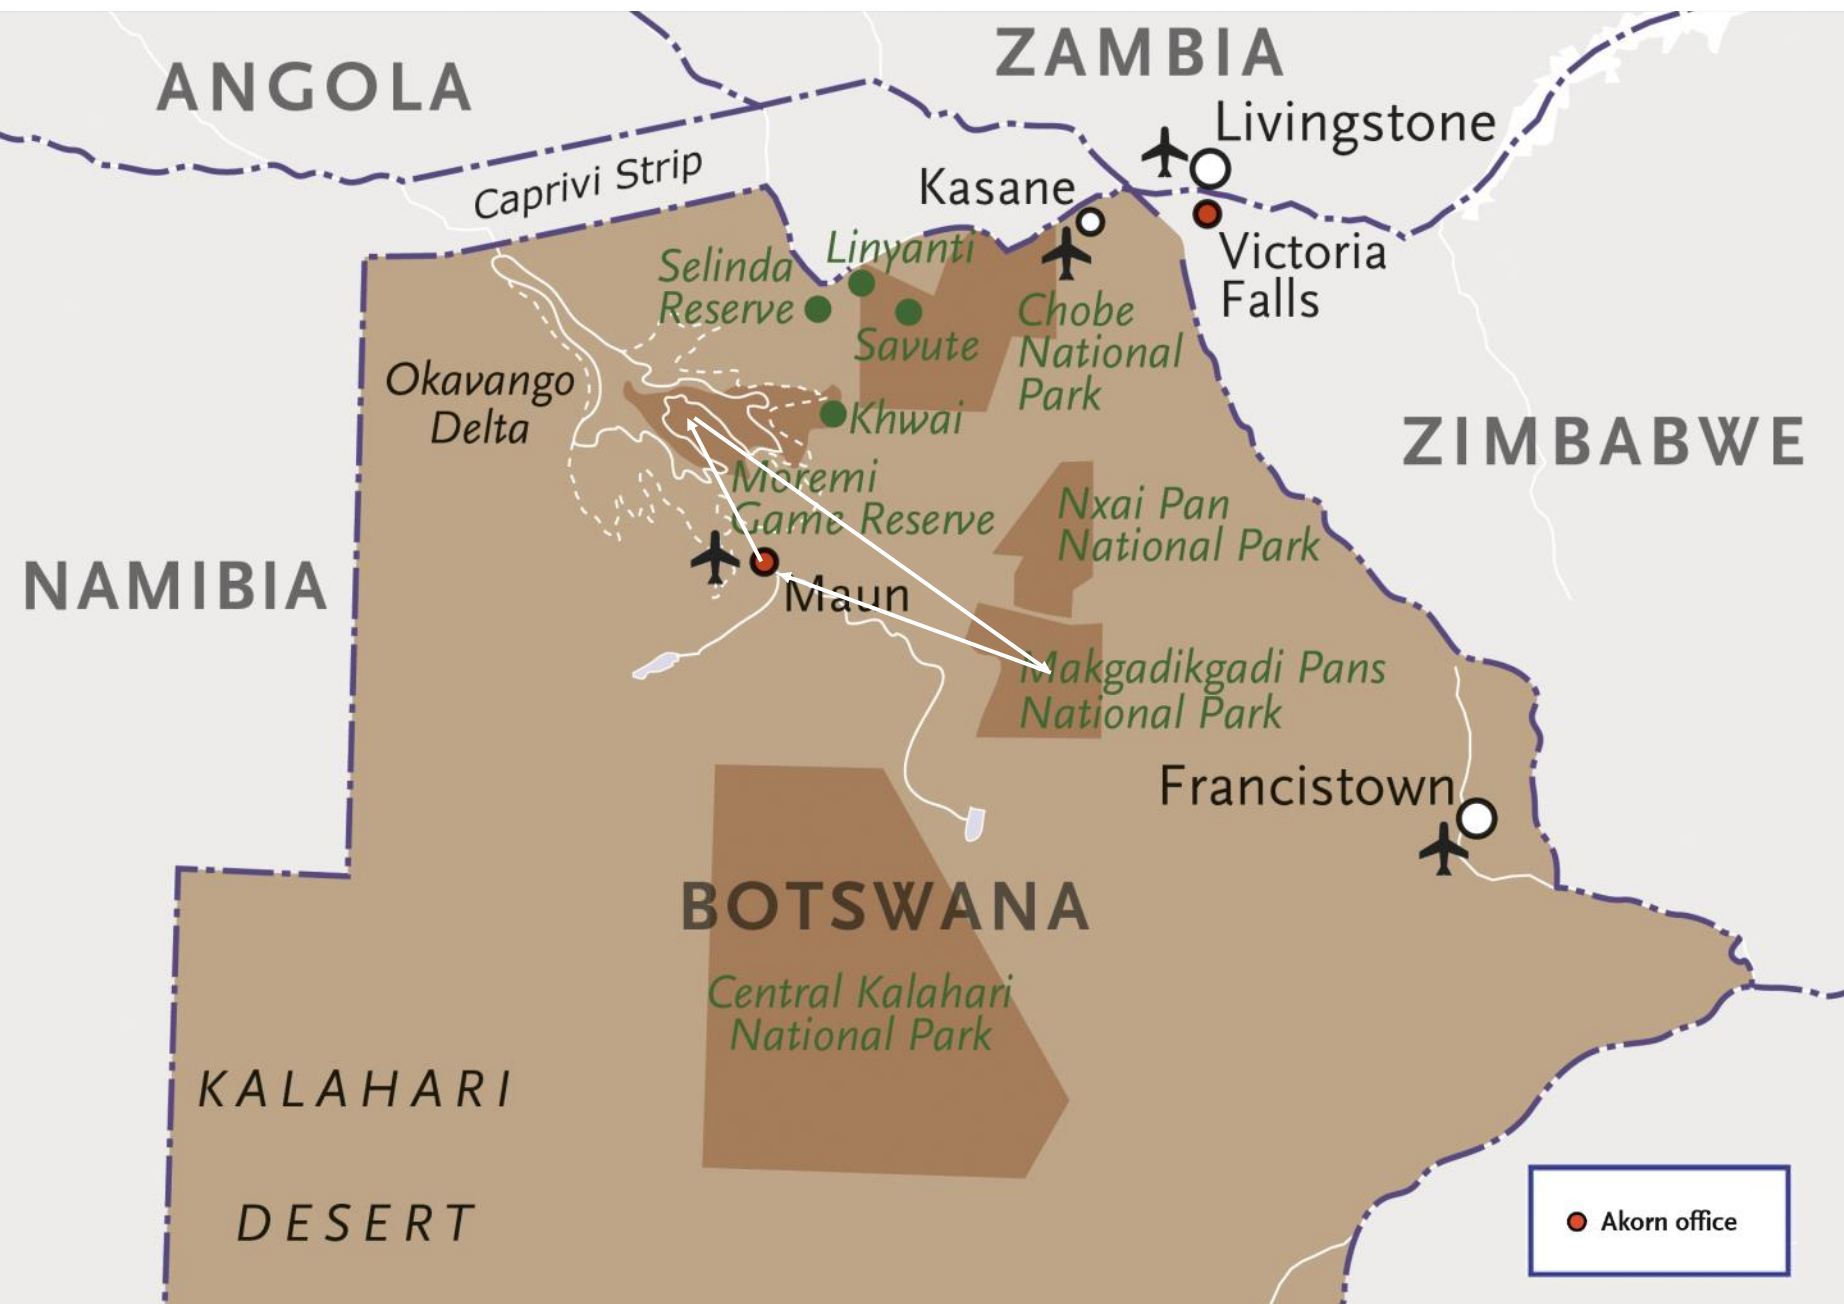 ANGOLA
ZAMBIA
Livingstone
Caprivi Strip
Kasane
Victoria
Falls
Linyanti
Selinda
Reserve
Savute
Chobe
National
Park
Okavango
Delta
Khwai
ZIMBABWE
Moremi
Game Reserve
Nxai Pan
National Park
NAMIBIA
Maun
Makgadikgadi Pans
National Park
Francistown
BOTSWANA
Central Kalahari
National Park
KALAHARI
DESERT
Akorn office